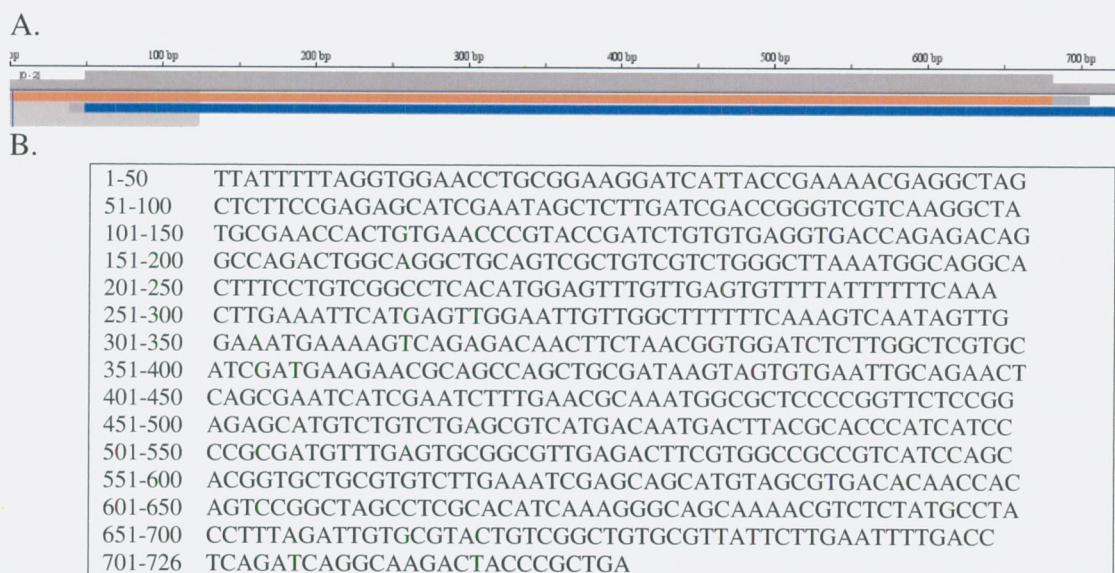 A.
bp 100 bp 200 bp 300 bp 400 bp 500 bp 600 bp 700 bp
[0 - 2]
B.
1-50 TTATTTTTAGGTGGAACCTGCGGAAGGATCATTACCGAAAACGAGGCTAG
51-100 CTCTTCCGAGAGCATCGAATAGCTCTTGATCGACCGGGTCGTCAAGGCTA
101-150 TGCGAACCACTGTGAACCCGTACCGATCTGTGTGAGGTGACCAGAGACAG
151-200 GCCAGACTGGCAGGCTGCAGTCGCTGTCGTCTGGGCTTAAATGGCAGGCA
201-250 CTTTCCTGTCGGCCTCACATGGAGTTTGTTGAGTGTTTTATTTTTTCAAA
251-300 CTTGAAATTCATGAGTTGGAATTGTTGGCTTTTTTCAAAGTCAATAGTTG
301-350 GAAATGAAAAGTCAGAGACAACTTCTAACGGTGGATCTCTTGGCTCGTGC
351-400 ATCGATGAAGAACGCAGCCAGCTGCGATAAGTAGTGTGAATTGCAGAACT
401-450 CAGCGAATCATCGAATCTTTGAACGCAAATGGCGCTCCCCGGTTCTCCGG
451-500 AGAGCATGTCTGTCTGAGCGTCATGACAATGACTTACGCACCCATCATCC
501-550 CCGCGATGTTTGAGTGCGGCGTTGAGACTTCGTGGCCGCCGTCATCCAGC
551-600 ACGGTGCTGCGTGTCTTGAAATCGAGCAGCATGTAGCGTGACACAACCAC
601-650 AGTCCGGCTAGCCTCGCACATCAAAGGGCAGCAAAACGTCTCTATGCCTA
651-700 CCTTTAGATTGTGCGTACTGTCGGCTGTGCGTTATTCTTGAATTTTGACC
701-726 TCAGATCAGGCAAGACTACCCGCTGA